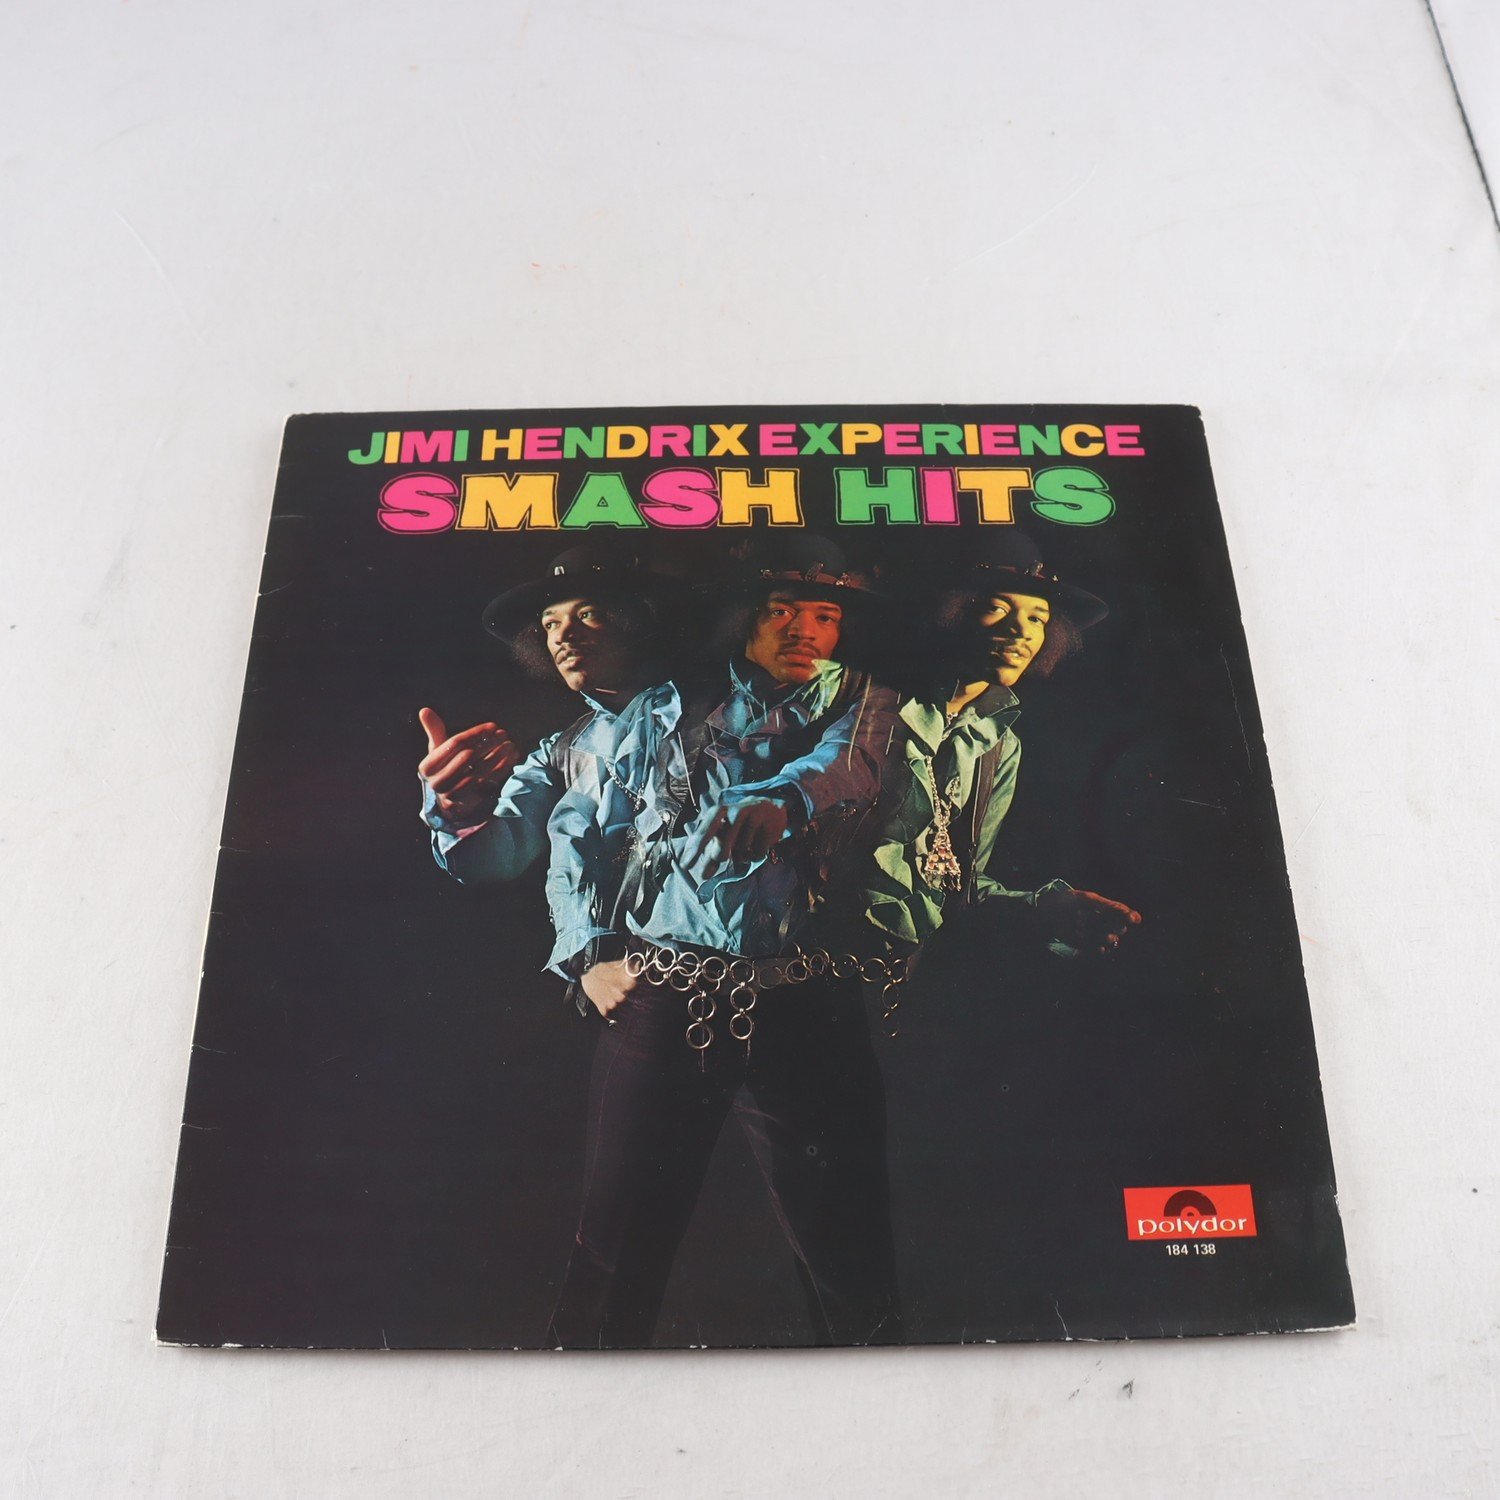 JIMI HENDRIX EXPERIENCE
SMASH HITS
polydor
184 138